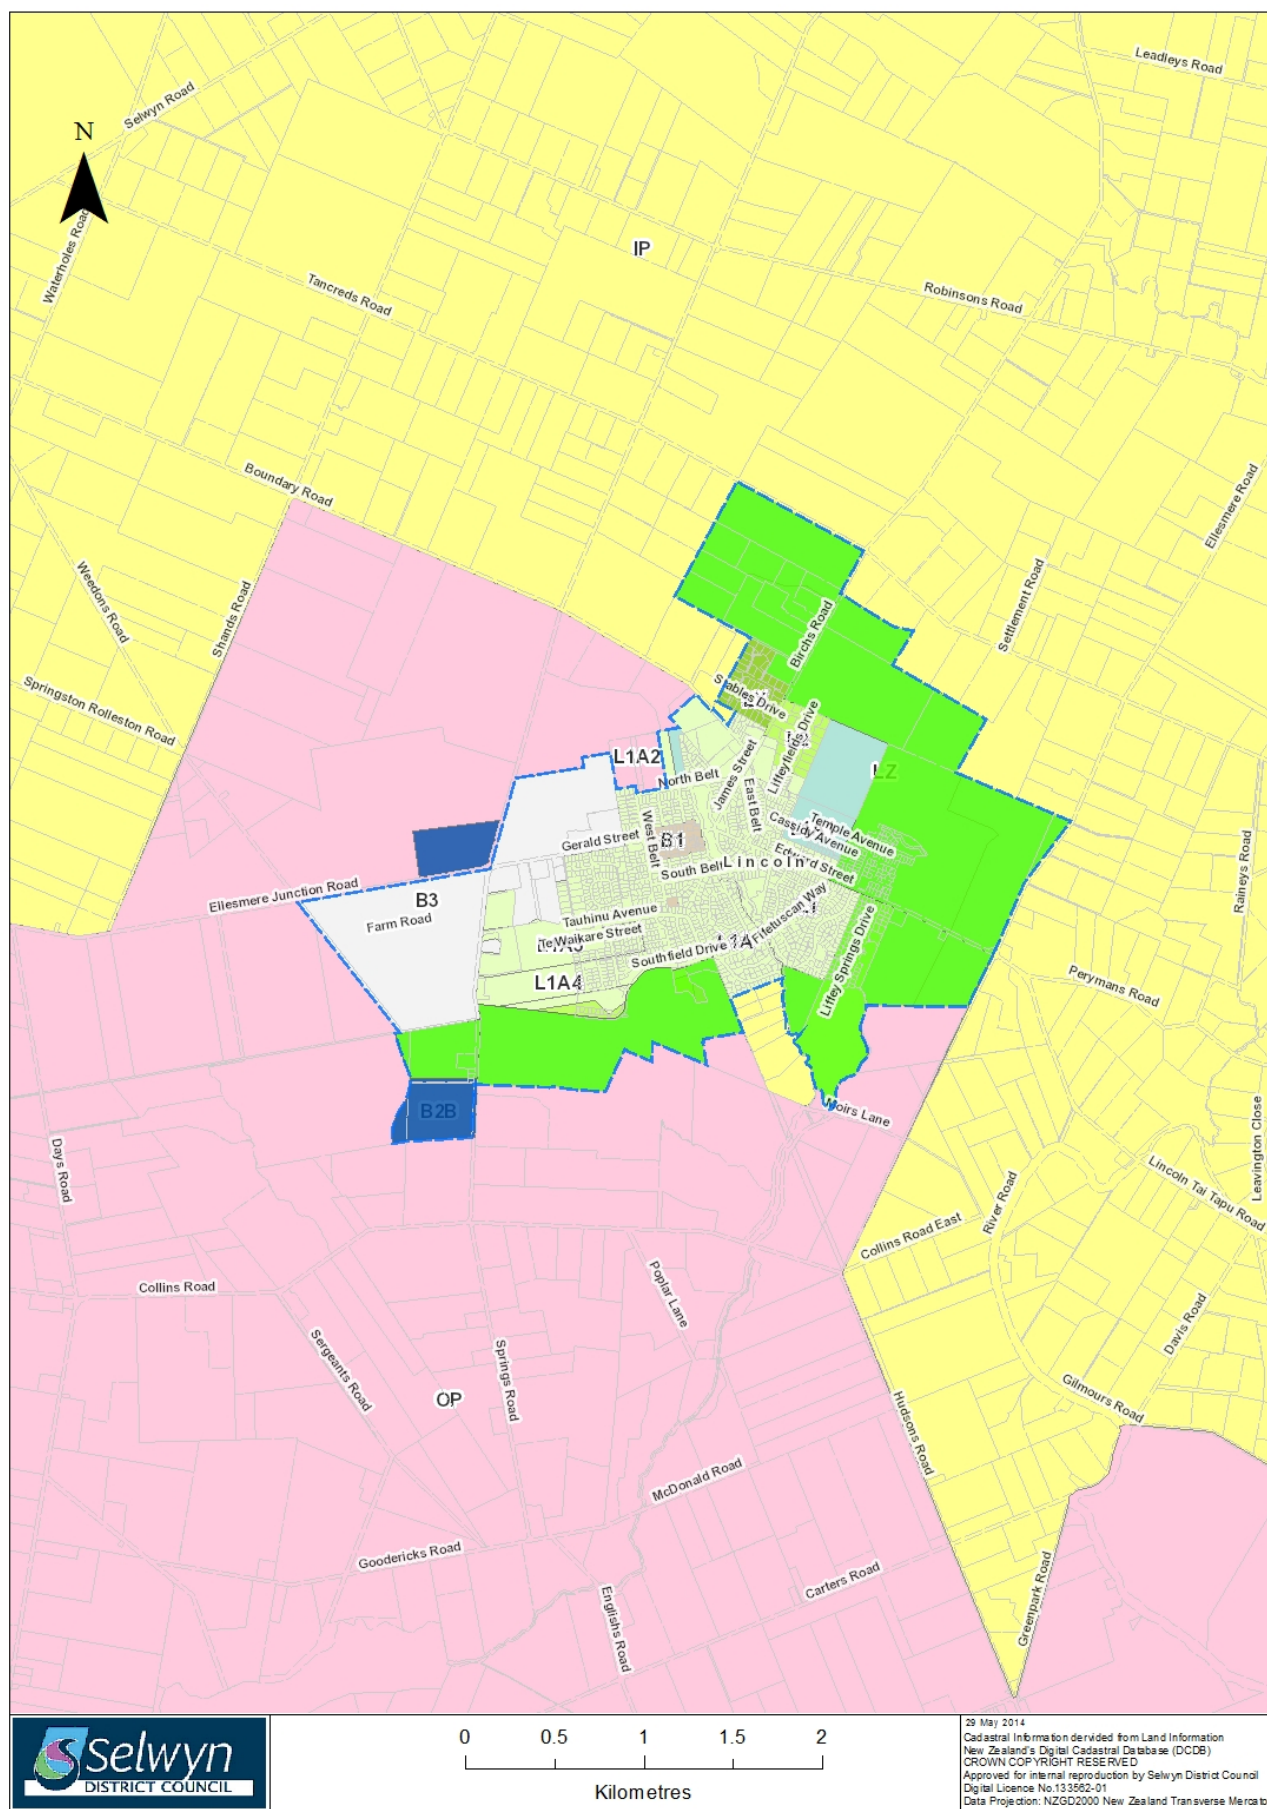 Leadleys Road
Selwyn Road
N
Waterholes Road
IP
Tancreds Road
Robinsons Road
Boundary Road
Ellesmere Road
Weedons Road
Shands Road
Settlement Road
Birchs Road
Springston Rolleston Road
Stables Drive
Liffeyfields Drive
L1A2
LZ
North Belt
James Street
East Belt
Temple Avenue
Cassidy Avenue
Gerald Street
West Belt
B1
Lincoln
Edward Street
South Belt
Raineys Road
Ellesmere Junction Road
B3
Farm Road
Tauhinu Avenue
Te Waikare Street
Southfield Drive
Fifetuscan Way
Liffey Springs Drive
L1A4
Perymans Road
B2B
Moirs Lane
Days Road
Leavington Close
Lincoln Tai Tapu Road
River Road
Collins Road East
Collins Road
Poplar Lane
Davis Road
Sergeants Road
Springs Road
OP
Gilmours Road
Hudsons Road
McDonald Road
Goodericks Road
Carters Road
Englishs Road
Greenpark Road
Selwyn
DISTRICT COUNCIL
0 0.5 1 1.5 2
Kilometres
29 May 2014
Cadastral Information dervided from Land Information
New Zealand's Digital Cadastral Database (DCDB)
CROWN COPYRIGHT RESERVED
Approved for internal reproduction by Selwyn District Council
Digital Licence No.133562-01
Data Projection: NZGD2000 New Zealand Transverse Mercato